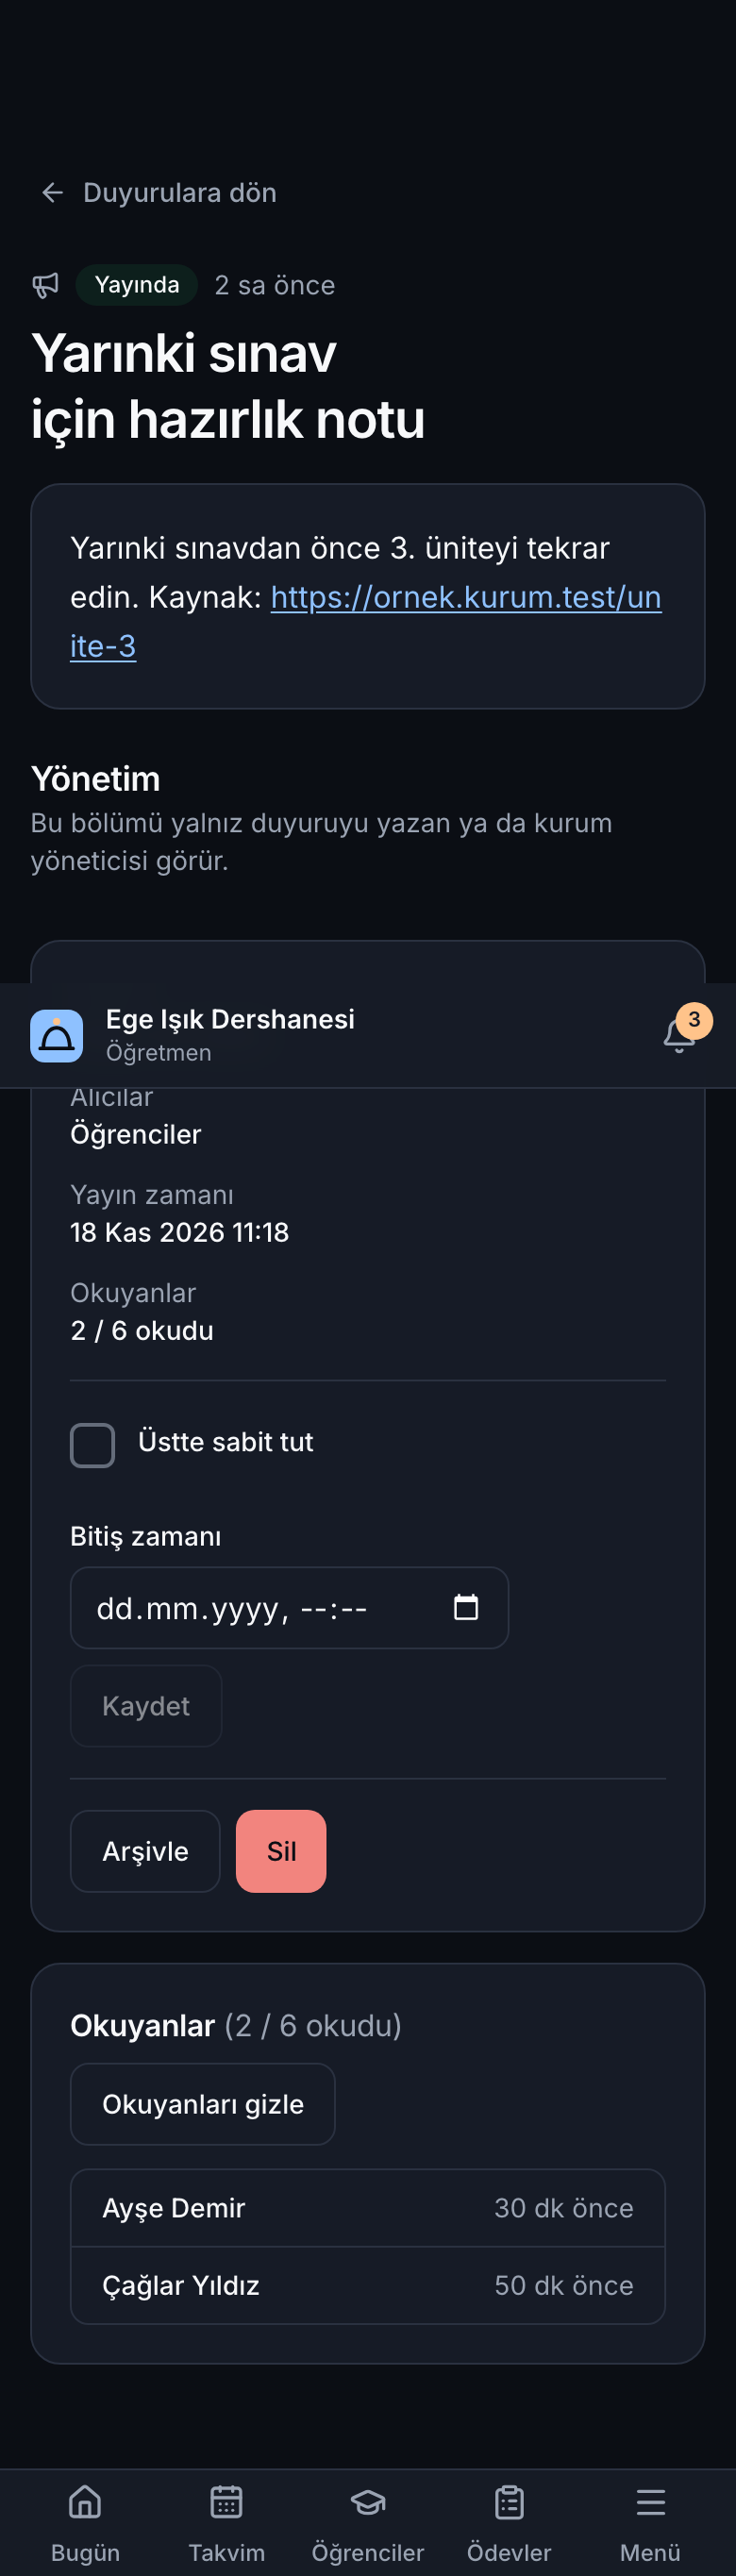 Duyurulara dön
Yayında 2 sa önce
Yarınki sınav
için hazırlık notu
Yarınki sınavdan önce 3. üniteyi tekrar
edin. Kaynak: https://ornek.kurum.test/un
ite-3
Yönetim
Bu bölümü yalnız duyuruyu yazan ya da kurum
yöneticisi görür.
Ege Işık Dershanesi
3
Öğretmen
Alıcılar
Öğrenciler
Yayın zamanı
18 Kas 2026 11:18
Okuyanlar
2 / 6 okudu
Üstte sabit tut
Bitiş zamanı
dd.mm.yyyy, --:--
Kaydet
Arşivle Sil
Okuyanlar (2 / 6 okudu)
Okuyanları gizle
Ayşe Demir 30 dk önce
Çağlar Yıldız 50 dk önce
Bugün Takvim Öğrenciler Ödevler Menü